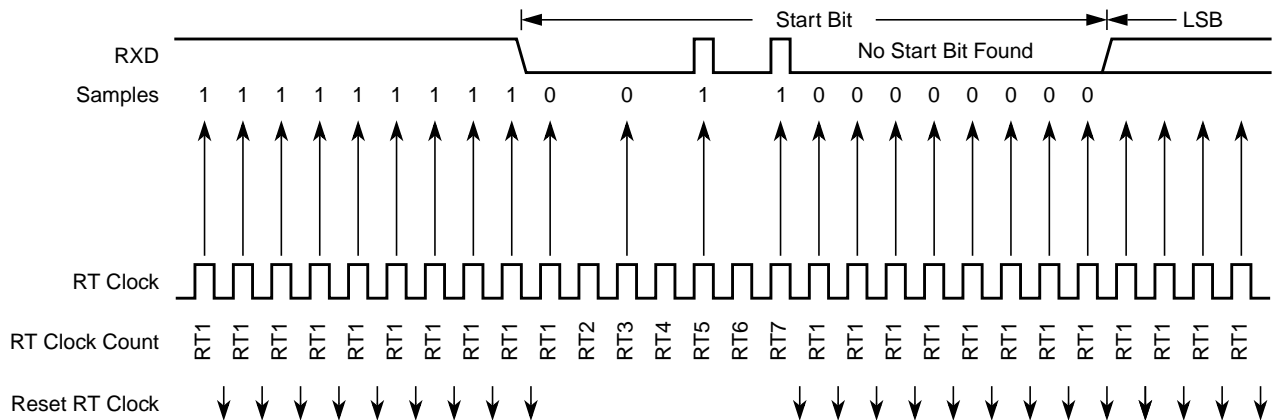 Start Bit LSB
RXD No Start Bit Found
Samples 1 1 1 1 1 1 1 1 1 0 0 1 1 0 0 0 0 0 0 0 0
RT Clock
RT Clock Count RT1 RT1 RT1 RT1 RT1 RT1 RT1 RT1 RT1 RT1 RT2 RT3 RT4 RT5 RT6 RT7 RT1 RT1 RT1 RT1 RT1 RT1 RT1 RT1 RT1 RT1 RT1 RT1
Reset RT Clock